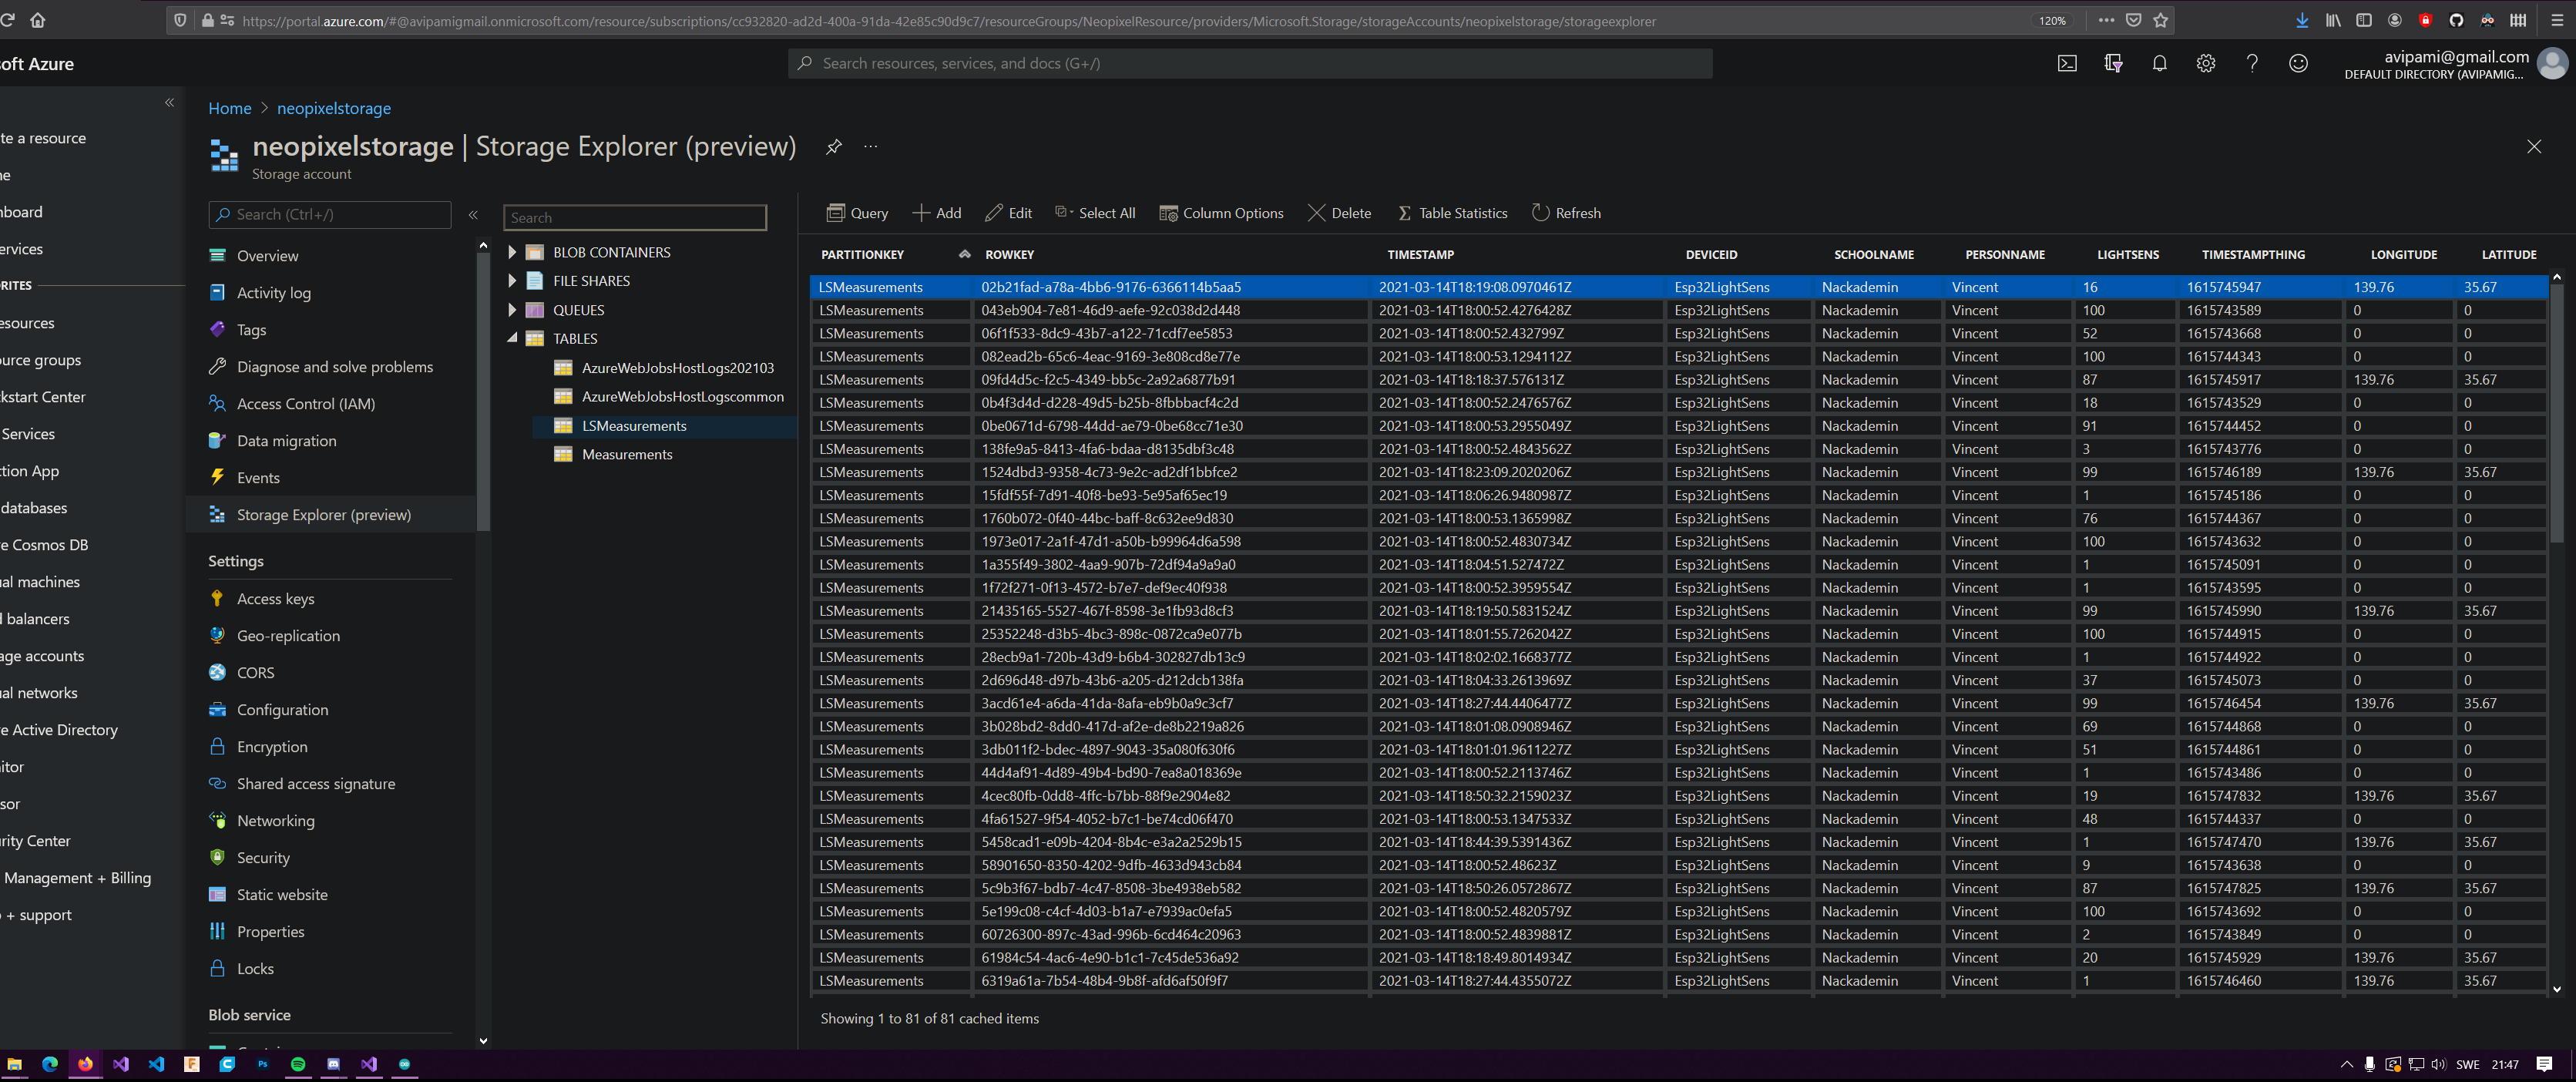 https://portal.azure.com/#@avipamigmail.onmicrosoft.com/resource/subscriptions/cc932820-ad2d-400a-91da-42e85c90d9c7/resourceGroups/NeopixelResource/providers/Microsoft.Storage/storageAccounts/neopixelstorage/storageexplorer 120%
oft Azure
Search resources, services, and docs (G+/)
avipami@gmail.com
DEFAULT DIRECTORY (AVIPAMIG...
te a resource
ne
nboard
ervices
RITES
esources
ource groups
kstart Center
Services
ction App
databases
e Cosmos DB
ual machines
d balancers
age accounts
ual networks
e Active Directory
itor
sor
rity Center
Management + Billing
+ support
Home > neopixelstorage
neopixelstorage | Storage Explorer (preview) ...
Storage account
Search (Ctrl+/)
Overview
Activity log
Tags
Diagnose and solve problems
Access Control (IAM)
Data migration
Events
Storage Explorer (preview)
Settings
Access keys
Geo-replication
CORS
Configuration
Encryption
Shared access signature
Networking
Security
Static website
Properties
Locks
Blob service
Search
BLOB CONTAINERS
FILE SHARES
QUEUES
TABLES
AzureWebJobsHostLogs202103
AzureWebJobsHostLogscommon
LSMeasurements
Measurements
Query Add Edit Select All Column Options Delete Table Statistics Refresh
PARTITIONKEY ROWKEY TIMESTAMP DEVICEID SCHOOLNAME PERSONNAME LIGHTSENS TIMESTAMPTHING LONGITUDE LATITUDE
LSMeasurements 02b21fad-a78a-4bb6-9176-6366114b5aa5 2021-03-14T18:19:08.0970461Z Esp32LightSens Nackademin Vincent 16 1615745947 139.76 35.67
LSMeasurements 043eb904-7e81-46d9-aefe-92c038d2d448 2021-03-14T18:00:52.4276428Z Esp32LightSens Nackademin Vincent 100 1615743589 0 0
LSMeasurements 06f1f533-8dc9-43b7-a122-71cdf7ee5853 2021-03-14T18:00:52.432799Z Esp32LightSens Nackademin Vincent 52 1615743668 0 0
LSMeasurements 082ead2b-65c6-4eac-9169-3e808cd8e77e 2021-03-14T18:00:53.1294112Z Esp32LightSens Nackademin Vincent 100 1615744343 0 0
LSMeasurements 09fd4d5c-f2c5-4349-bb5c-2a92a6877b91 2021-03-14T18:18:37.576131Z Esp32LightSens Nackademin Vincent 87 1615745917 139.76 35.67
LSMeasurements 0b4f3d4d-d228-49d5-b25b-8fbbbacf4c2d 2021-03-14T18:00:52.2476576Z Esp32LightSens Nackademin Vincent 18 1615743529 0 0
LSMeasurements 0be0671d-6798-44dd-ae79-0be68cc71e30 2021-03-14T18:00:53.2955049Z Esp32LightSens Nackademin Vincent 91 1615744452 0 0
LSMeasurements 138fe9a5-8413-4fa6-bdaa-d8135dbf3c48 2021-03-14T18:00:52.4843562Z Esp32LightSens Nackademin Vincent 3 1615743776 0 0
LSMeasurements 1524dbd3-9358-4c73-9e2c-ad2df1bbfce2 2021-03-14T18:23:09.2020206Z Esp32LightSens Nackademin Vincent 99 1615746189 139.76 35.67
LSMeasurements 15fdf55f-7d91-40f8-be93-5e95af65ec19 2021-03-14T18:06:26.9480987Z Esp32LightSens Nackademin Vincent 1 1615745186 0 0
LSMeasurements 1760b072-0f40-44bc-baff-8c632ee9d830 2021-03-14T18:00:53.1365998Z Esp32LightSens Nackademin Vincent 76 1615744367 0 0
LSMeasurements 1973e017-2a1f-47d1-a50b-b99964d6a598 2021-03-14T18:00:52.4830734Z Esp32LightSens Nackademin Vincent 100 1615743632 0 0
LSMeasurements 1a355f49-3802-4aa9-907b-72df94a9a9a0 2021-03-14T18:04:51.527472Z Esp32LightSens Nackademin Vincent 1 1615745091 0 0
LSMeasurements 1f72f271-0f13-4572-b7e7-def9ec40f938 2021-03-14T18:00:52.3959554Z Esp32LightSens Nackademin Vincent 1 1615743595 0 0
LSMeasurements 21435165-5527-467f-8598-3e1fb93d8cf3 2021-03-14T18:19:50.5831524Z Esp32LightSens Nackademin Vincent 99 1615745990 139.76 35.67
LSMeasurements 25352248-d3b5-4bc3-898c-0872ca9e077b 2021-03-14T18:01:55.7262042Z Esp32LightSens Nackademin Vincent 100 1615744915 0 0
LSMeasurements 28ecb9a1-720b-43d9-b6b4-302827db13c9 2021-03-14T18:02:02.1668377Z Esp32LightSens Nackademin Vincent 1 1615744922 0 0
LSMeasurements 2d696d48-d97b-43b6-a205-d212dcb138fa 2021-03-14T18:04:33.2613969Z Esp32LightSens Nackademin Vincent 37 1615745073 0 0
LSMeasurements 3acd61e4-a6da-41da-8afa-eb9b0a9c3cf7 2021-03-14T18:27:44.4406477Z Esp32LightSens Nackademin Vincent 99 1615746454 139.76 35.67
LSMeasurements 3b028bd2-8dd0-417d-af2e-de8b2219a826 2021-03-14T18:01:08.0908946Z Esp32LightSens Nackademin Vincent 69 1615744868 0 0
LSMeasurements 3db011f2-bdec-4897-9043-35a080f630f6 2021-03-14T18:01:01.9611227Z Esp32LightSens Nackademin Vincent 51 1615744861 0 0
LSMeasurements 44d4af91-4d89-49b4-bd90-7ea8a018369e 2021-03-14T18:00:52.2113746Z Esp32LightSens Nackademin Vincent 1 1615743486 0 0
LSMeasurements 4cec80fb-0dd8-4ffc-b7bb-88f9e2904e82 2021-03-14T18:50:32.2159023Z Esp32LightSens Nackademin Vincent 19 1615747832 139.76 35.67
LSMeasurements 4fa61527-9f54-4052-b7c1-be74cd06f470 2021-03-14T18:00:53.1347533Z Esp32LightSens Nackademin Vincent 48 1615744337 0 0
LSMeasurements 5458cad1-e09b-4204-8b4c-e3a2a2529b15 2021-03-14T18:44:39.5391436Z Esp32LightSens Nackademin Vincent 1 1615747470 139.76 35.67
LSMeasurements 58901650-8350-4202-9dfb-4633d943cb84 2021-03-14T18:00:52.48623Z Esp32LightSens Nackademin Vincent 9 1615743638 0 0
LSMeasurements 5c9b3f67-bdb7-4c47-8508-3be4938eb582 2021-03-14T18:50:26.0572867Z Esp32LightSens Nackademin Vincent 87 1615747825 139.76 35.67
LSMeasurements 5e199c08-c4cf-4d03-b1a7-e7939ac0efa5 2021-03-14T18:00:52.4820579Z Esp32LightSens Nackademin Vincent 100 1615743692 0 0
LSMeasurements 60726300-897c-43ad-996b-6cd464c20963 2021-03-14T18:00:52.4839881Z Esp32LightSens Nackademin Vincent 2 1615743849 0 0
LSMeasurements 61984c54-4ac6-4e90-b1c1-7c45de536a92 2021-03-14T18:18:49.8014934Z Esp32LightSens Nackademin Vincent 20 1615745929 139.76 35.67
LSMeasurements 6319a61a-7b54-48b4-9b8f-afd6af50f9f7 2021-03-14T18:27:44.4355072Z Esp32LightSens Nackademin Vincent 1 1615746460 139.76 35.67
Showing 1 to 81 of 81 cached items
Ps
SWE 21:47